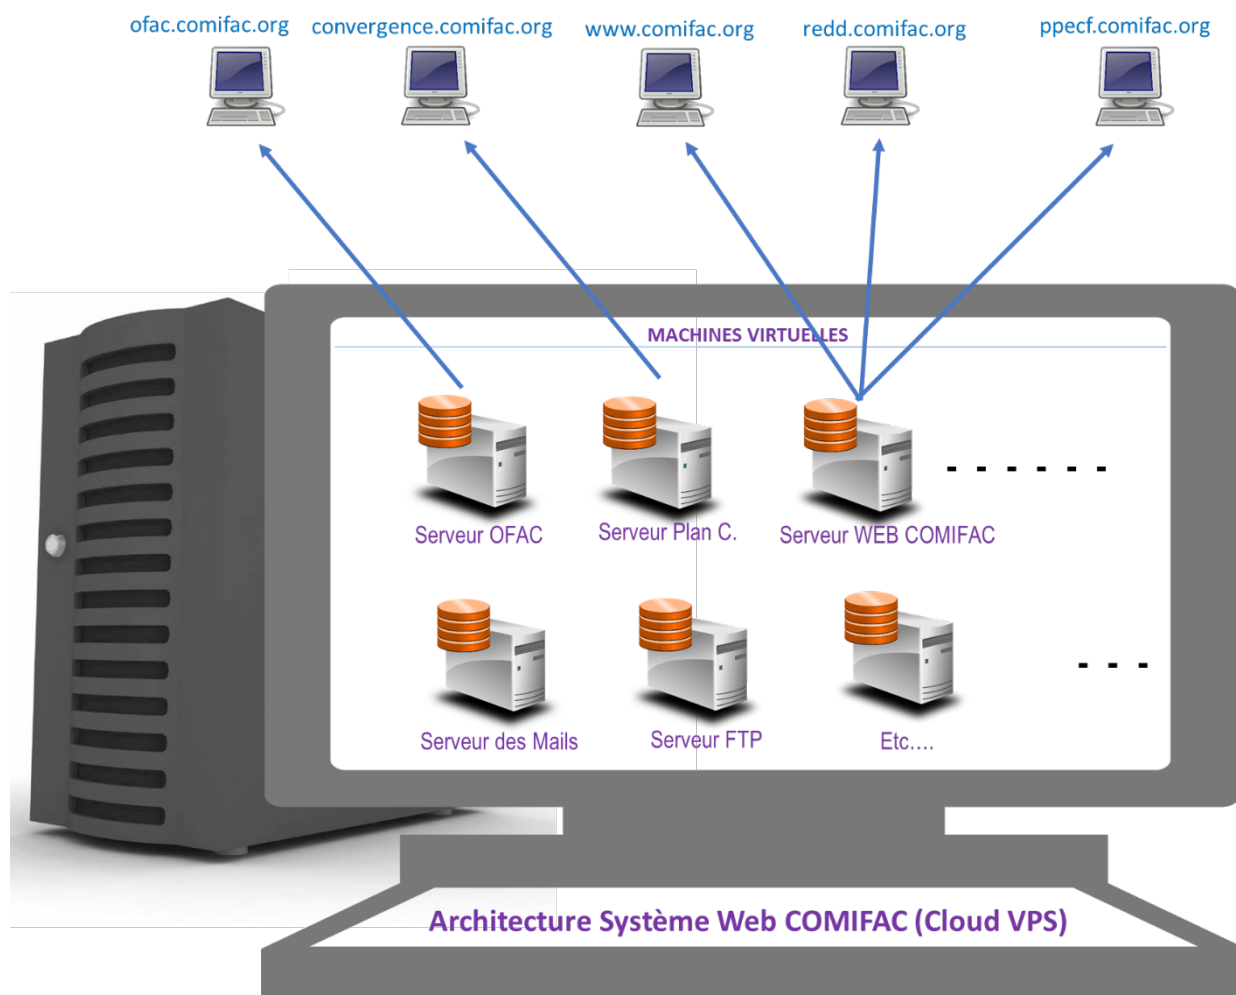 ofac.comifac.org
convergence.comifac.org
www.comifac.org
redd.comifac.org
ppecf.comifac.org
MACHINES VIRTUELLES
Serveur OFAC
Serveur Plan C.
Serveur WEB COMIFAC
Serveur des Mails
Serveur FTP
Etc....
Architecture Système Web COMIFAC (Cloud VPS)